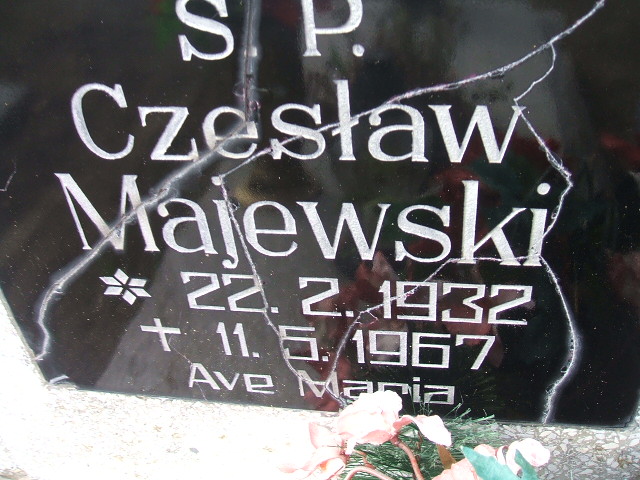 Ś. P.
Czesław
Majewski
22. 2. 1932
+ 11. 5. 1967
Ave Maria